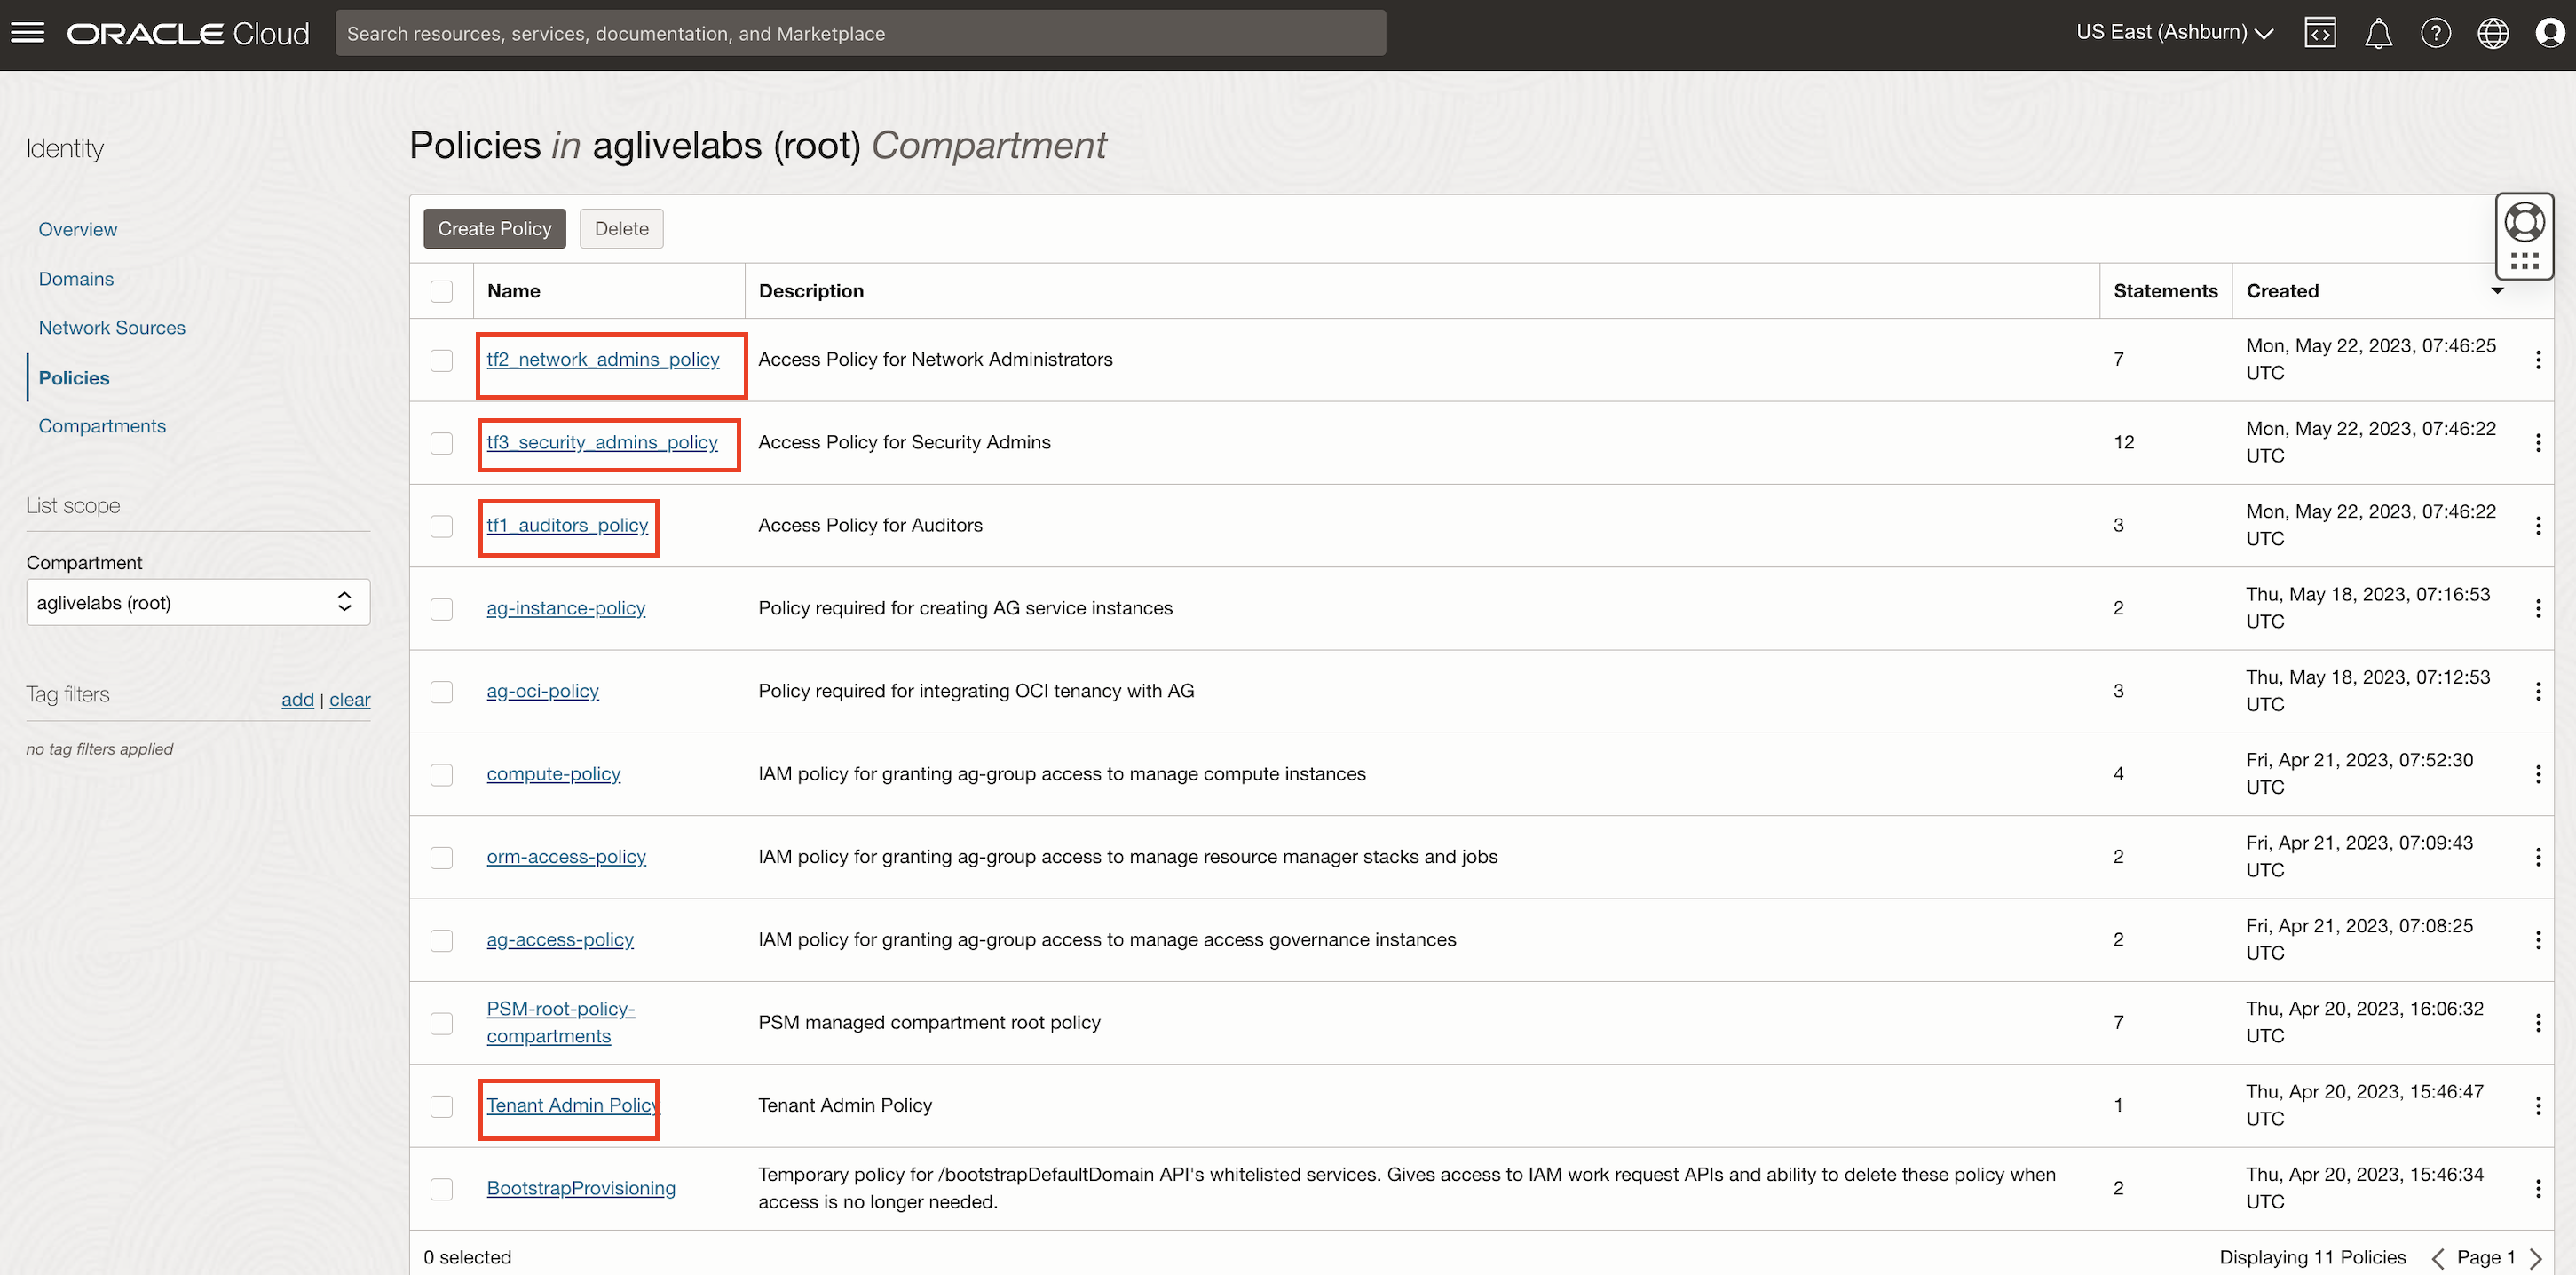 ORACLE Cloud
Search resources, services, documentation, and Marketplace
US East (Ashburn)
Identity
Overview
Domains
Network Sources
Policies
Compartments
List scope
Compartment
aglivelabs (root)
Tag filters
add | clear
no tag filters applied
Policies in aglivelabs (root) Compartment
Create Policy
Delete
Name Description Statements Created
tf2_network_admins_policy Access Policy for Network Administrators 7 Mon, May 22, 2023, 07:46:25
UTC
tf3_security_admins_policy Access Policy for Security Admins 12 Mon, May 22, 2023, 07:46:22
UTC
tf1_auditors_policy Access Policy for Auditors 3 Mon, May 22, 2023, 07:46:22
UTC
ag-instance-policy Policy required for creating AG service instances 2 Thu, May 18, 2023, 07:16:53
UTC
ag-oci-policy Policy required for integrating OCI tenancy with AG 3 Thu, May 18, 2023, 07:12:53
UTC
compute-policy IAM policy for granting ag-group access to manage compute instances 4 Fri, Apr 21, 2023, 07:52:30
UTC
orm-access-policy IAM policy for granting ag-group access to manage resource manager stacks and jobs 2 Fri, Apr 21, 2023, 07:09:43
UTC
ag-access-policy IAM policy for granting ag-group access to manage access governance instances 2 Fri, Apr 21, 2023, 07:08:25
UTC
PSM-root-policy-
compartments PSM managed compartment root policy 7 Thu, Apr 20, 2023, 16:06:32
UTC
Tenant Admin Policy Tenant Admin Policy 1 Thu, Apr 20, 2023, 15:46:47
UTC
BootstrapProvisioning Temporary policy for /bootstrapDefaultDomain API's whitelisted services. Gives access to IAM work request APIs and ability to delete these policy when
access is no longer needed. 2 Thu, Apr 20, 2023, 15:46:34
UTC
0 selected
Displaying 11 Policies
Page 1